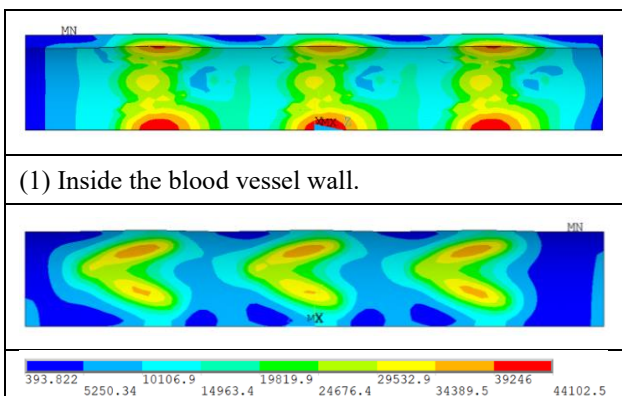 MN
MX
(1) Inside the blood vessel wall.
MN
MX
393.822 10106.9 19819.9 29532.9 39246
5250.34 14963.4 24676.4 34389.5 44102.5